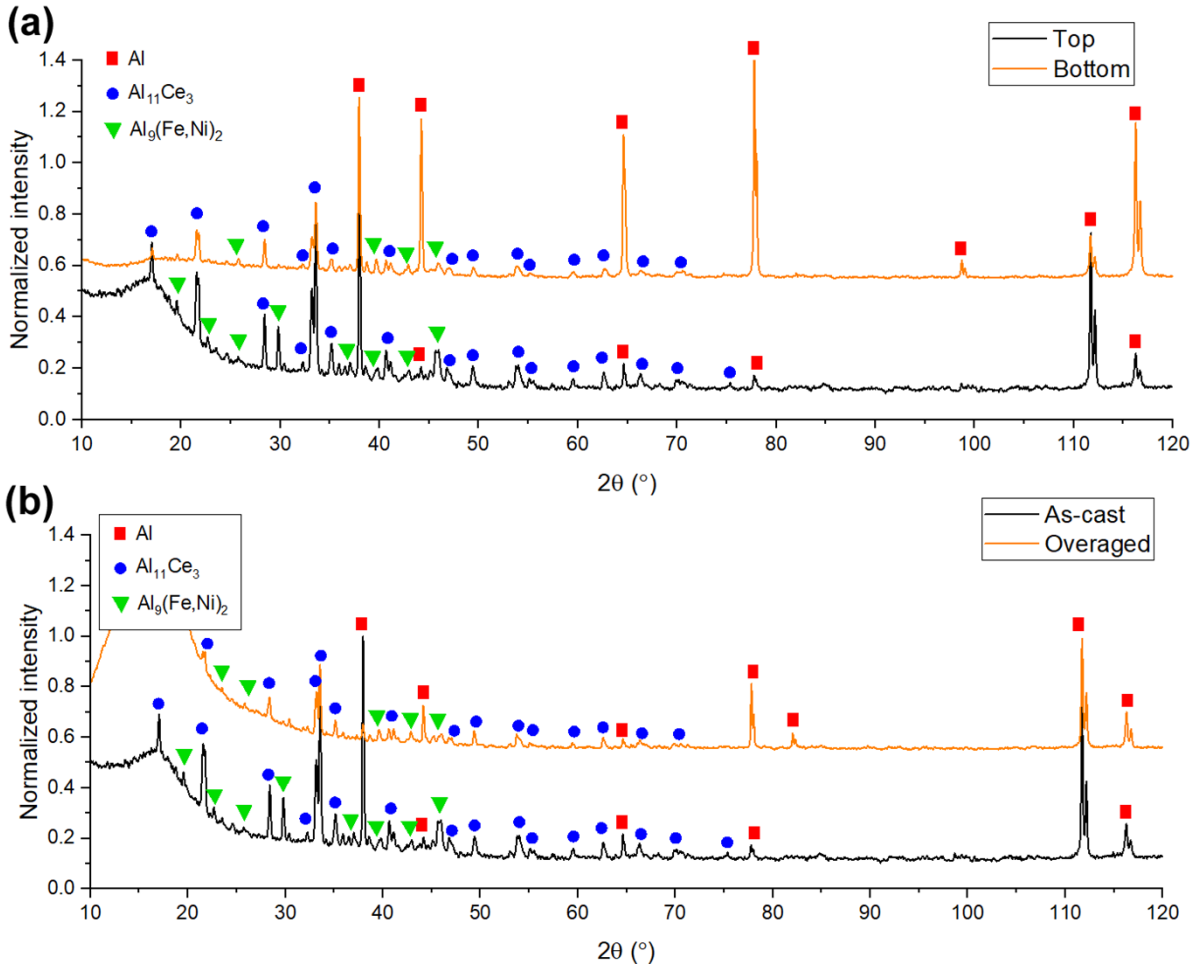 (a)
Al
Al11Ce3
Al9(Fe,Ni)2
Top
Bottom
Normalized intensity
1.4
1.2
1.0
0.8
0.6
0.4
0.2
0.0
10 20 30 40 50 60 70 80 90 100 110 120
2θ (°)
(b)
Al
Al11Ce3
Al9(Fe,Ni)2
As-cast
Overaged
Normalized intensity
1.4
1.2
1.0
0.8
0.6
0.4
0.2
0.0
10 20 30 40 50 60 70 80 90 100 110 120
2θ (°)